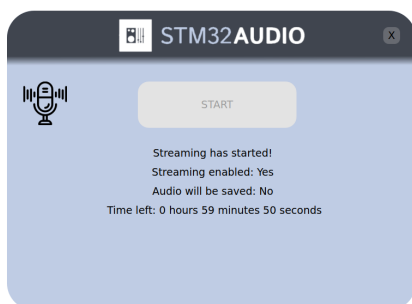 STM32AUDIO
X
START
Streaming has started!
Streaming enabled: Yes
Audio will be saved: No
Time left: 0 hours 59 minutes 50 seconds